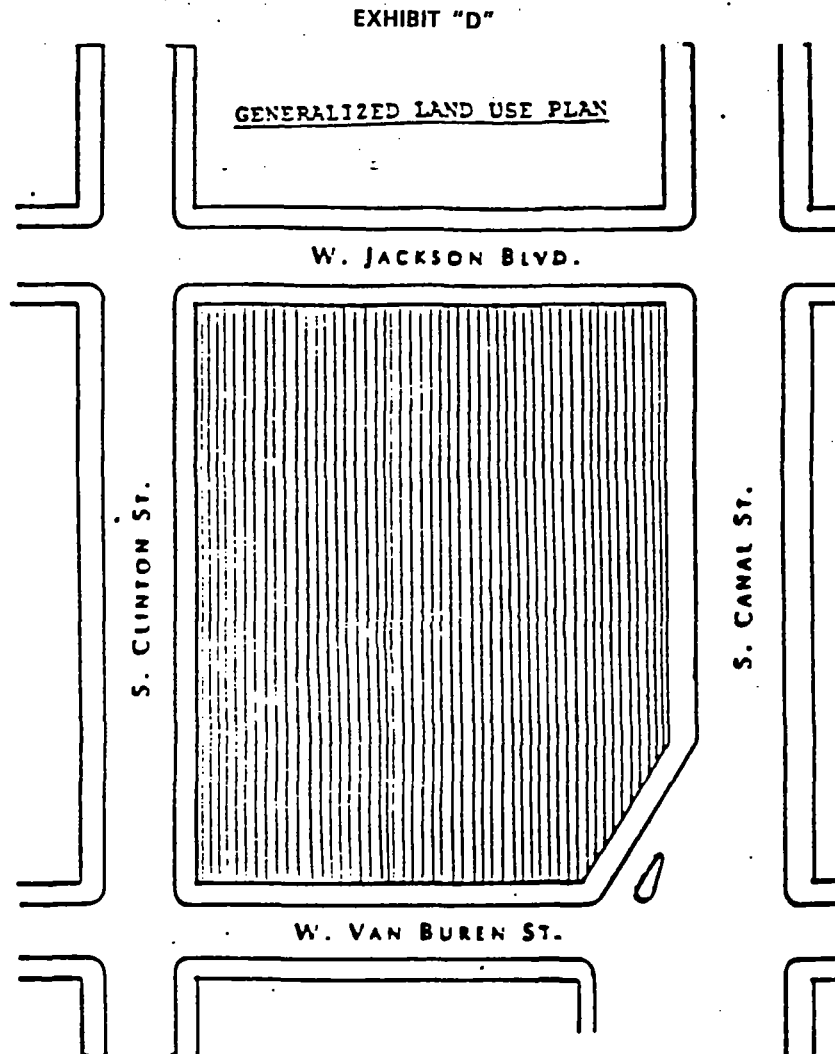 EXHIBIT "D"
GENERALIZED LAND USE PLAN
W. JACKSON BLVD.
S. CLINTON ST.
S. CANAL ST.
W. VAN BUREN ST.